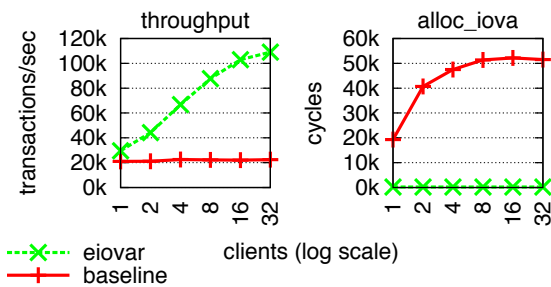 throughput
transactions/sec
120k
100k
80k
60k
40k
20k
0k
1 2 4 8 16 32
alloc_iova
cycles
60k
50k
40k
30k
20k
10k
0k
1 2 4 8 16 32
clients (log scale)
eiovar
baseline